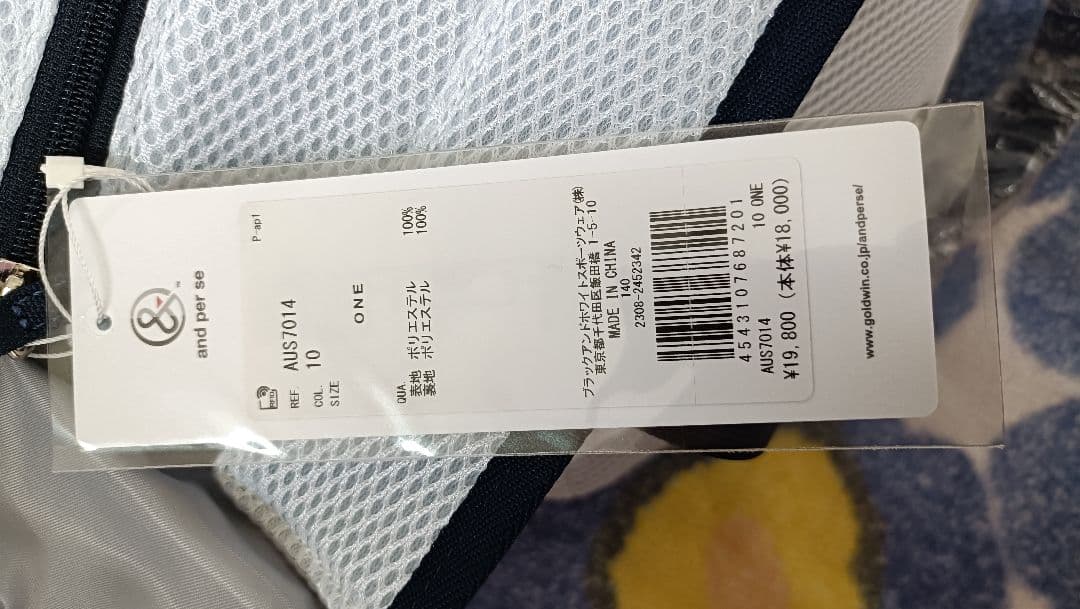 &™
and per se
RFID
P-ap1
REF. AUS7014
COL. 10
SIZE ONE
QUA.
表地 ポリエステル 100%
裏地 ポリエステル 100%
ブラックアンドホワイトスポーツウェア(株)
東京都千代田区飯田橋 1-5-10
MADE IN CHINA
140
2308-2452342
4543107687201
AUS7014 10 ONE
¥19,800 (本体¥18,000)
www.goldwin.co.jp/andperse/